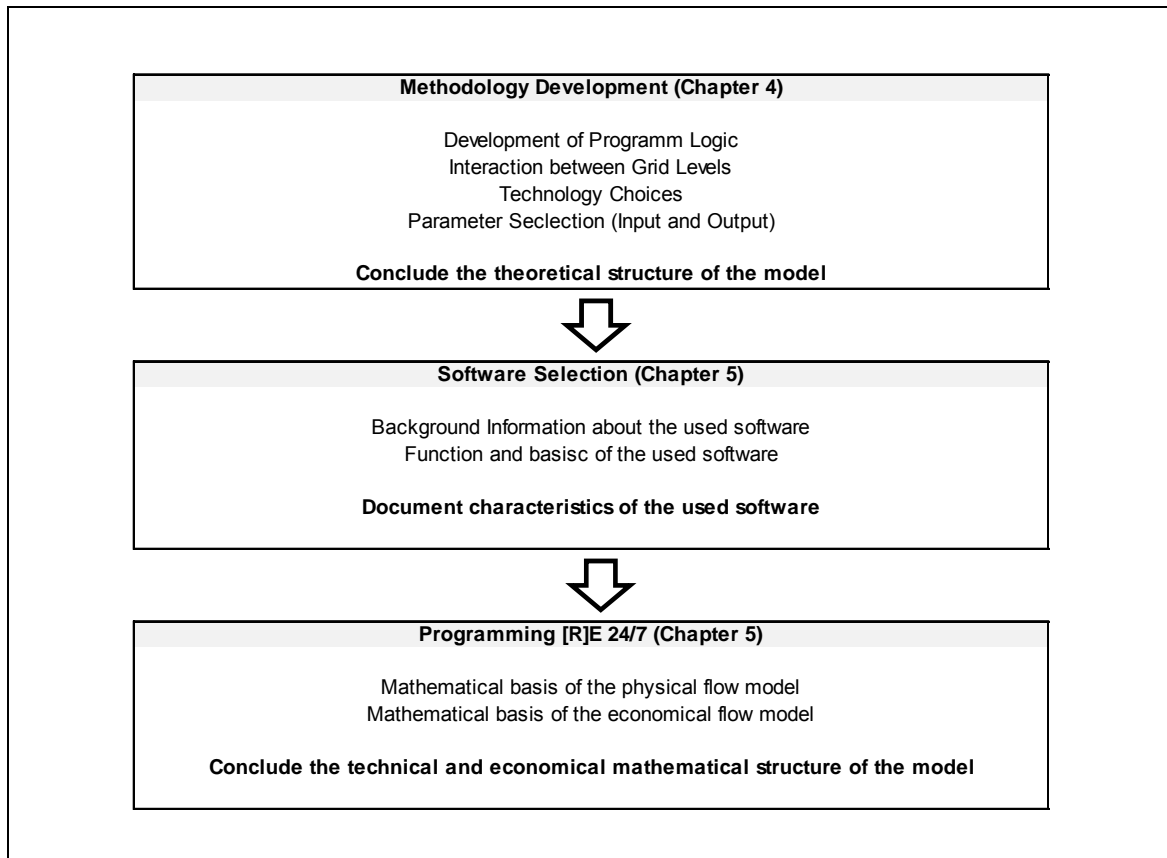 Methodology Development (Chapter 4)
Development of Programm Logic
Interaction between Grid Levels
Technology Choices
Parameter Seclection (Input and Output)
Conclude the theoretical structure of the model
Software Selection (Chapter 5)
Background Information about the used software
Function and basisc of the used software
Document characteristics of the used software
Programming [R]E 24/7 (Chapter 5)
Mathematical basis of the physical flow model
Mathematical basis of the economical flow model
Conclude the technical and economical mathematical structure of the model